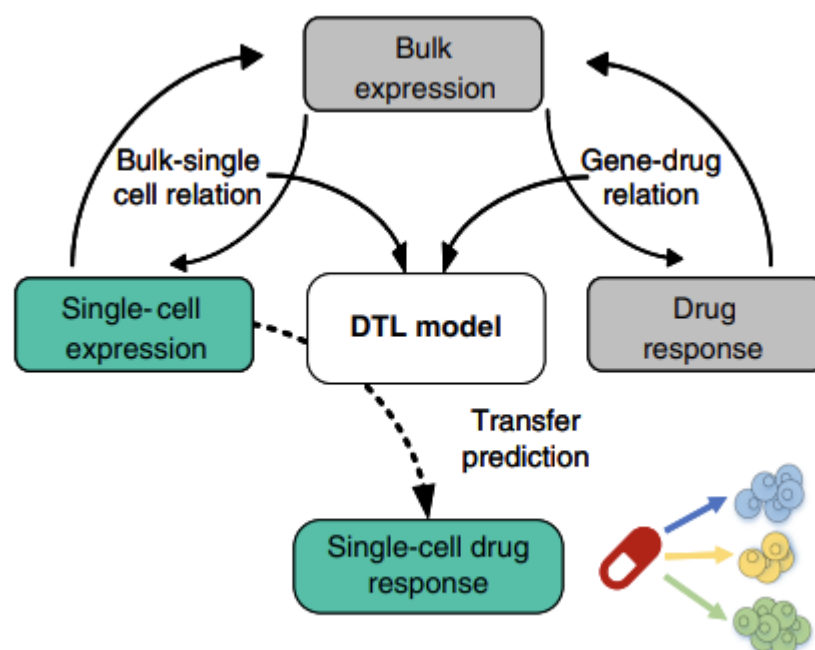 Bulk
expression
Bulk-single
cell relation
Gene-drug
relation
Single-cell
expression
DTL model
Drug
response
Transfer
prediction
Single-cell drug
response